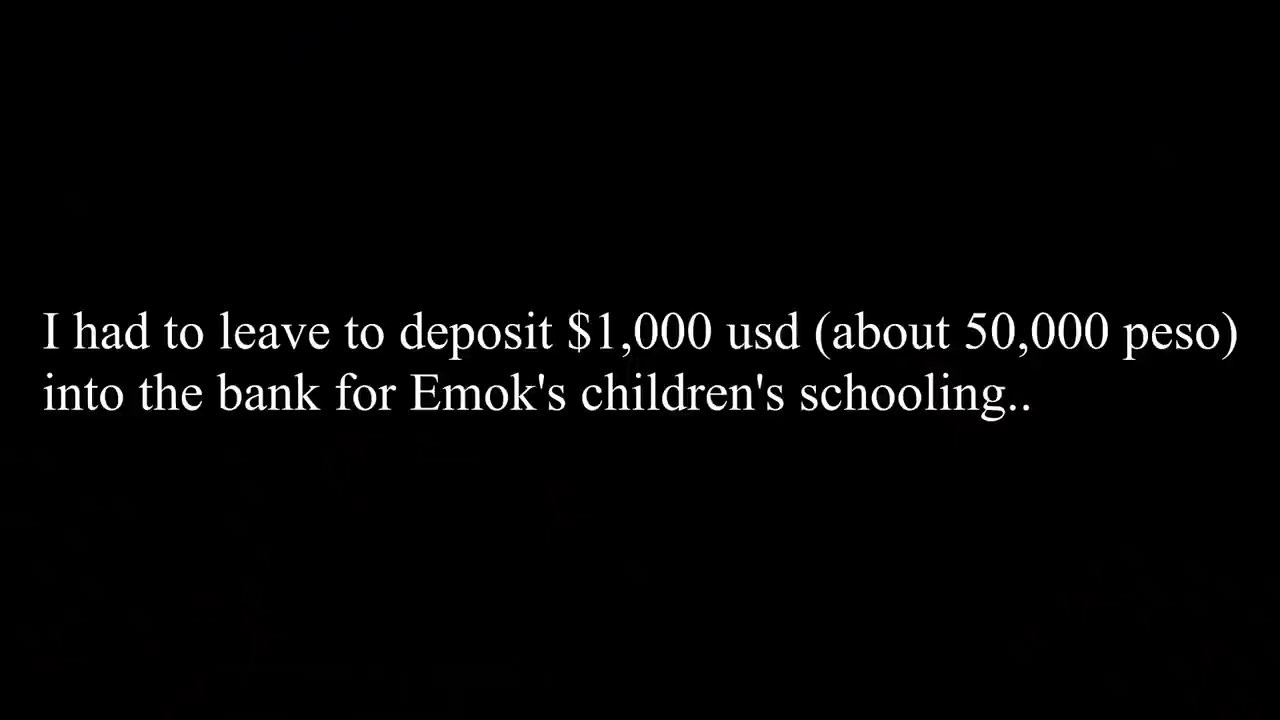 I had to leave to deposit $1,000 usd (about 50,000 peso)
into the bank for Emok's children's schooling..